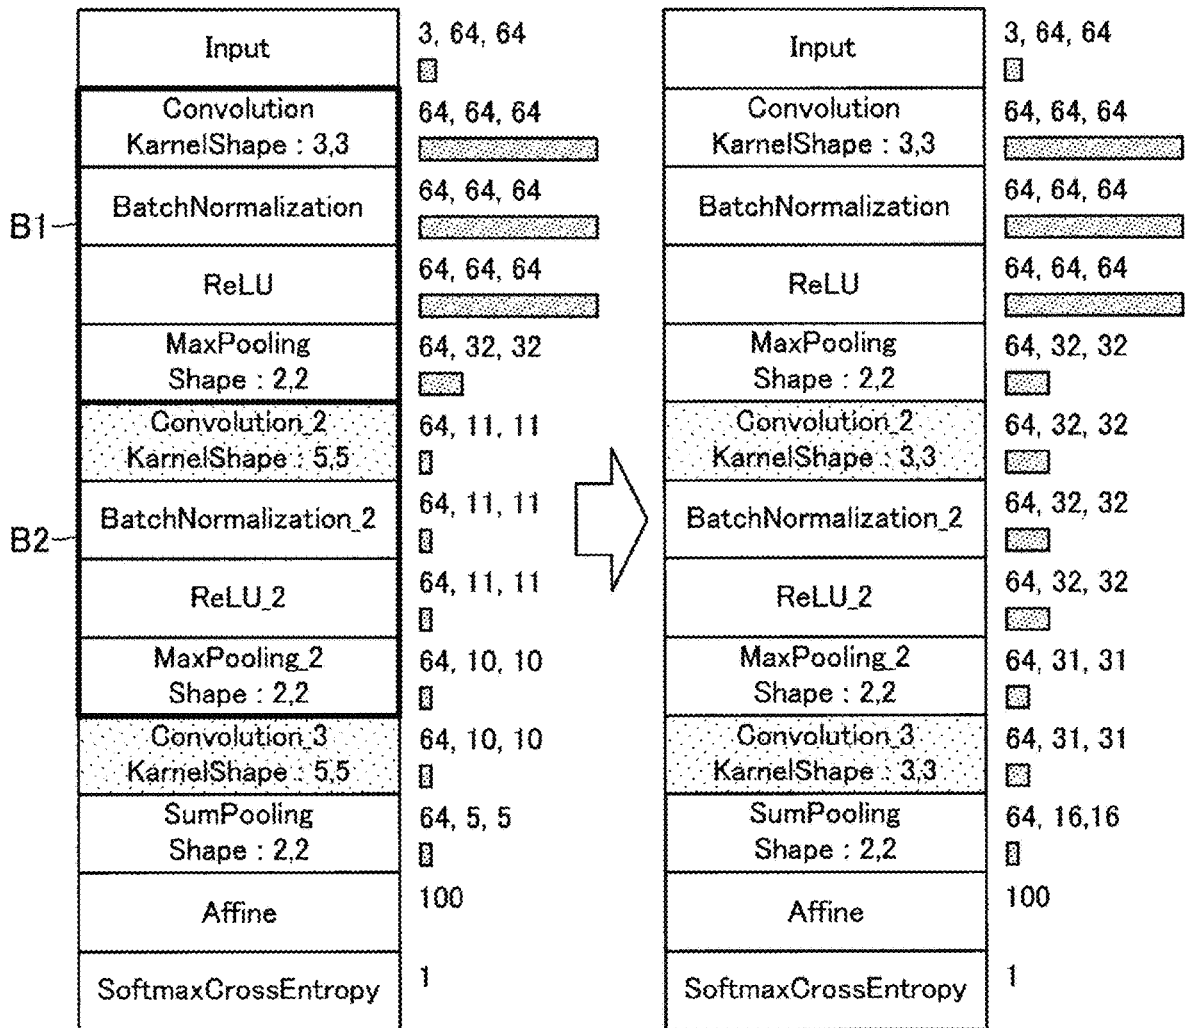 Input
3, 64, 64
Convolution
KarnelShape : 3,3
64, 64, 64
B1
BatchNormalization
64, 64, 64
ReLU
64, 64, 64
MaxPooling
Shape : 2,2
64, 32, 32
Convolution_2
KarnelShape : 5,5
64, 11, 11
B2
BatchNormalization_2
64, 11, 11
ReLU_2
64, 11, 11
MaxPooling_2
Shape : 2,2
64, 10, 10
Convolution_3
KarnelShape : 5,5
64, 10, 10
SumPooling
Shape : 2,2
64, 5, 5
Affine
100
SoftmaxCrossEntropy
1
Input
3, 64, 64
Convolution
KarnelShape : 3,3
64, 64, 64
BatchNormalization
64, 64, 64
ReLU
64, 64, 64
MaxPooling
Shape : 2,2
64, 32, 32
Convolution_2
KarnelShape : 3,3
64, 32, 32
BatchNormalization_2
64, 32, 32
ReLU_2
64, 32, 32
MaxPooling_2
Shape : 2,2
64, 31, 31
Convolution_3
KarnelShape : 3,3
64, 31, 31
SumPooling
Shape : 2,2
64, 16,16
Affine
100
SoftmaxCrossEntropy
1